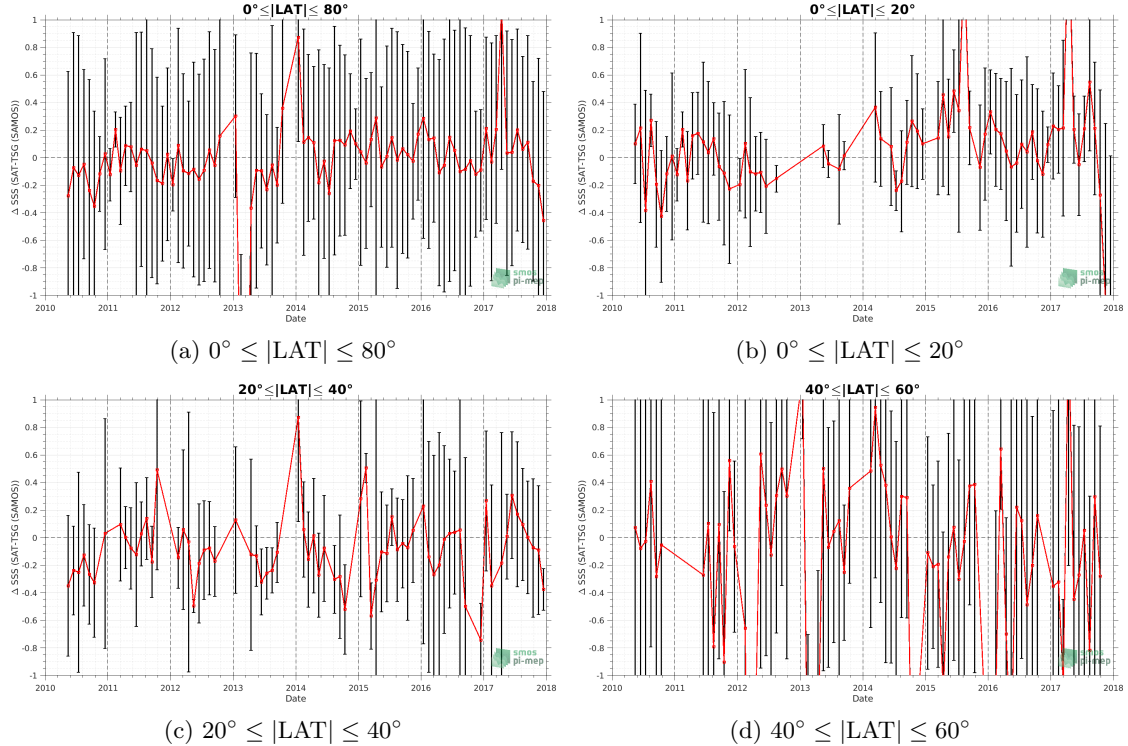 0°≤|LAT|≤ 80°
Δ SSS (SAT-TSG (SAMOS))
1
0.8
0.6
0.4
0.2
0
-0.2
-0.4
-0.6
-0.8
-1
2010 2011 2012 2013 2014 2015 2016 2017 2018
Date
smos
pi-mep
(a) 0° ≤ |LAT| ≤ 80°
0°≤|LAT|≤ 20°
Δ SSS (SAT-TSG (SAMOS))
1
0.8
0.6
0.4
0.2
0
-0.2
-0.4
-0.6
-0.8
-1
2010 2011 2012 2013 2014 2015 2016 2017 2018
Date
smos
pi-mep
(b) 0° ≤ |LAT| ≤ 20°
20°≤|LAT|≤ 40°
Δ SSS (SAT-TSG (SAMOS))
1
0.8
0.6
0.4
0.2
0
-0.2
-0.4
-0.6
-0.8
-1
2010 2011 2012 2013 2014 2015 2016 2017 2018
Date
smos
pi-mep
(c) 20° ≤ |LAT| ≤ 40°
40°≤|LAT|≤ 60°
Δ SSS (SAT-TSG (SAMOS))
1
0.8
0.6
0.4
0.2
0
-0.2
-0.4
-0.6
-0.8
-1
2010 2011 2012 2013 2014 2015 2016 2017 2018
Date
smos
pi-mep
(d) 40° ≤ |LAT| ≤ 60°